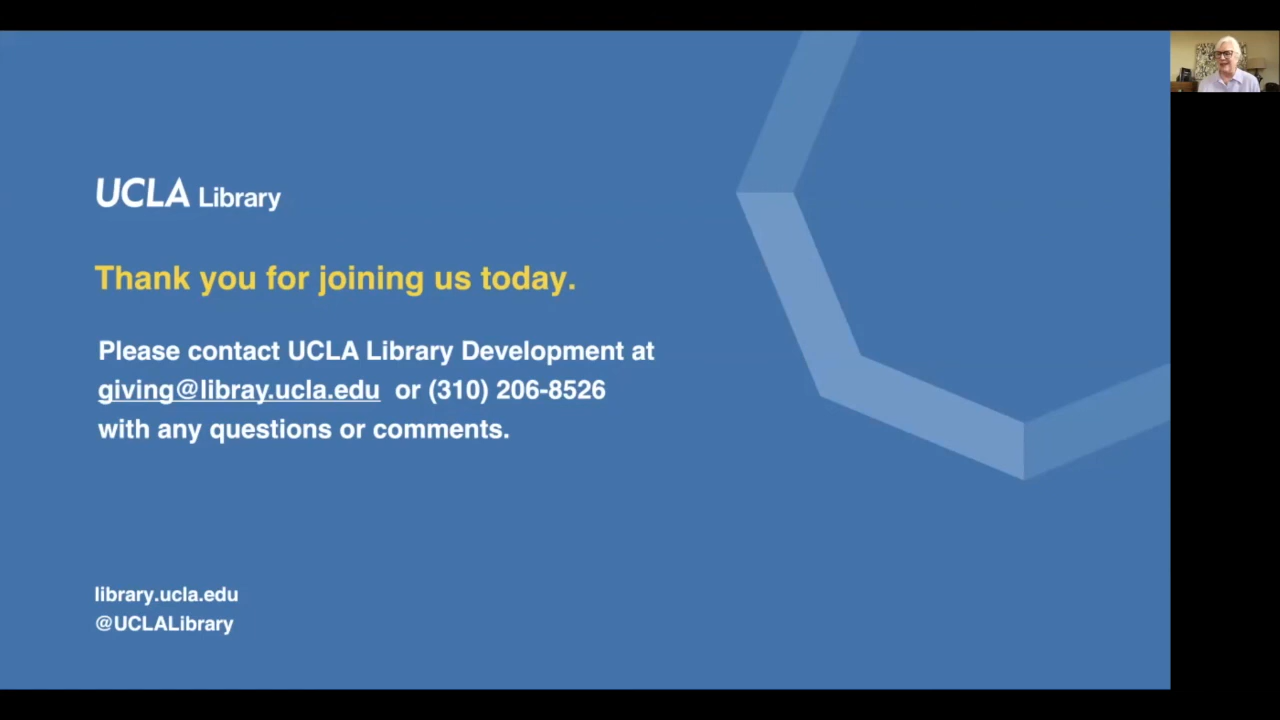 UCLA Library
Thank you for joining us today.
Please contact UCLA Library Development at
giving@libray.ucla.edu or (310) 206-8526
with any questions or comments.
library.ucla.edu
@UCLALibrary